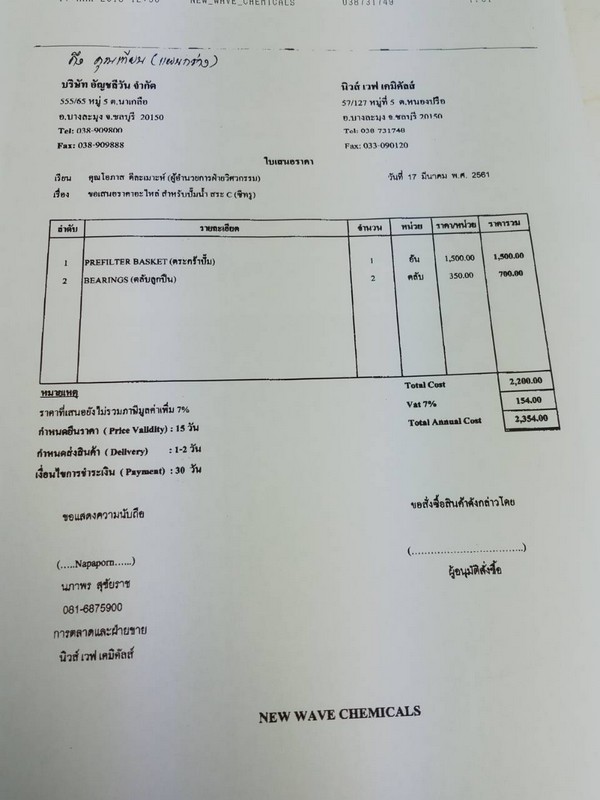 2018 12:50 NEW_WAVE_CHEMICALS 038731749
ถึง คุณเทียน (แผนกช่าง)
บริษัท อัญชลีวัน จำกัด
555/65 หมู่ 5 ต.นาเกลือ
อ.บางละมุง จ.ชลบุรี 20150
Tel: 038-909800
Fax: 038-909888
นิวส์ เวฟ เคมิคัลส์
57/127 หมู่ที่ 5 ต.หนองปรือ
อ.บางละมุง จ.ชลบุรี 20150
Tel: 038 731740
Fax: 033-090120
ใบเสนอราคา
เรียน คุณโอภาส ดีละเมาะห์ (ผู้อำนวยการฝ่ายวิศวกรรม) วันที่ 17 มีนาคม พ.ศ. 2561
เรื่อง ขอเสนอราคาอะไหล่ สำหรับปั๊มน้ำ สระ C (ซีทรู)
ลำดับ รายละเอียด จำนวน หน่วย ราคา/หน่วย ราคารวม
1 PREFILTER BASKET (ตะกร้าปั๊ม) 1 อัน 1,500.00 1,500.00
2 BEARINGS (ตลับลูกปืน) 2 ตลับ 350.00 700.00
หมายเหตุ
Total Cost 2,200.00
ราคาที่เสนอยังไม่รวมภาษีมูลค่าเพิ่ม 7%
Vat 7% 154.00
กำหนดยืนราคา ( Price Validity) : 15 วัน
Total Annual Cost 2,354.00
กำหนดส่งสินค้า (Delivery) : 1-2 วัน
เงื่อนไขการชำระเงิน (Payment) : 30 วัน
ขอแสดงความนับถือ
ขอสั่งซื้อสินค้าดังกล่าวโดย
(.....Napaporn......)
(..................................)
นภาพร สุชัยราช
ผู้อนุมัติสั่งซื้อ
081-6875900
การตลาดและฝ่ายขาย
นิวส์ เวฟ เคมิคัลส์
NEW WAVE CHEMICALS